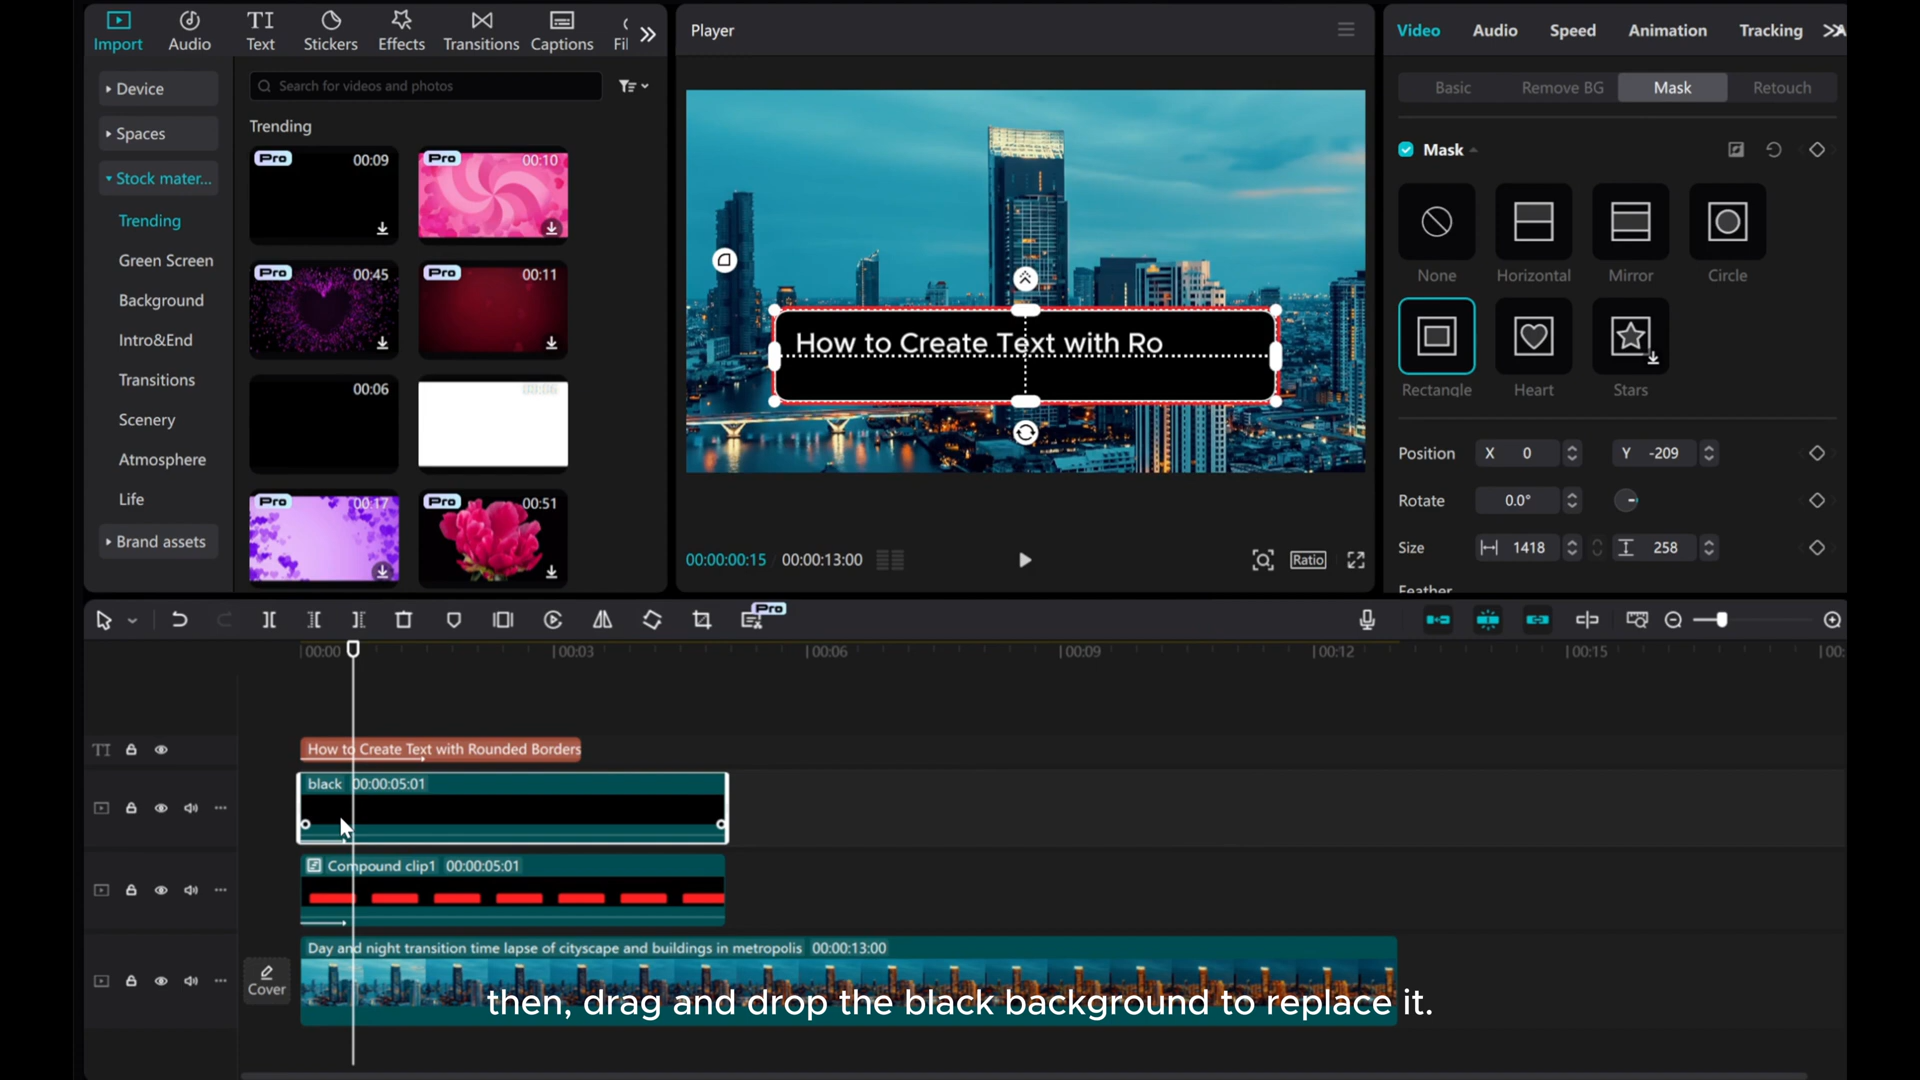 Import
Audio
Text
Stickers
Effects
Transitions
Captions
Fil
Device
Spaces
Stock mater...
Trending
Green Screen
Background
Intro&End
Transitions
Scenery
Atmosphere
Life
Brand assets
Search for videos and photos
Trending
Pro
00:09
Pro
00:10
Pro
00:45
Pro
00:11
00:06
00:06
Pro
00:17
Pro
00:51
Player
How to Create Text with Ro
00:00:00:15
00:00:13:00
Ratio
Video
Audio
Speed
Animation
Tracking
Basic
Remove BG
Mask
Retouch
Mask
None
Horizontal
Mirror
Circle
Rectangle
Heart
Stars
Position
X 0
Y -209
Rotate
0.0°
Size
1418
258
Feather
Pro
00:00
00:03
00:06
00:09
00:12
00:15
00:
TI
How to Create Text with Rounded Borders
black 00:00:05:01
Compound clip1 00:00:05:01
Day and night transition time lapse of cityscape and buildings in metropolis 00:00:13:00
Cover
then, drag and drop the black background to replace it.